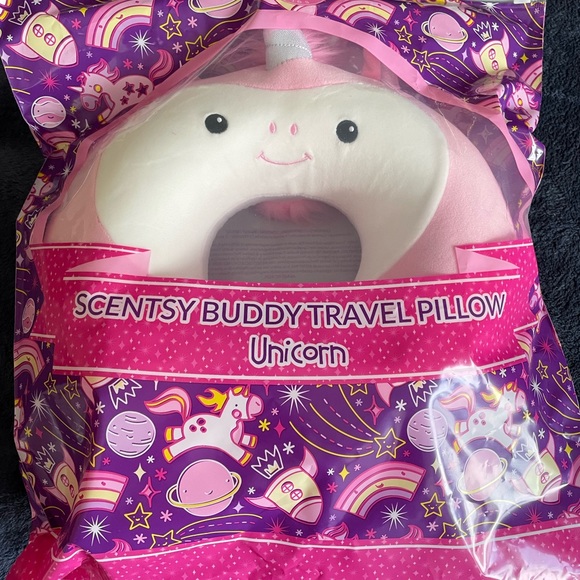 SCENTSY BUDDY TRAVEL PILLOW
Unicorn